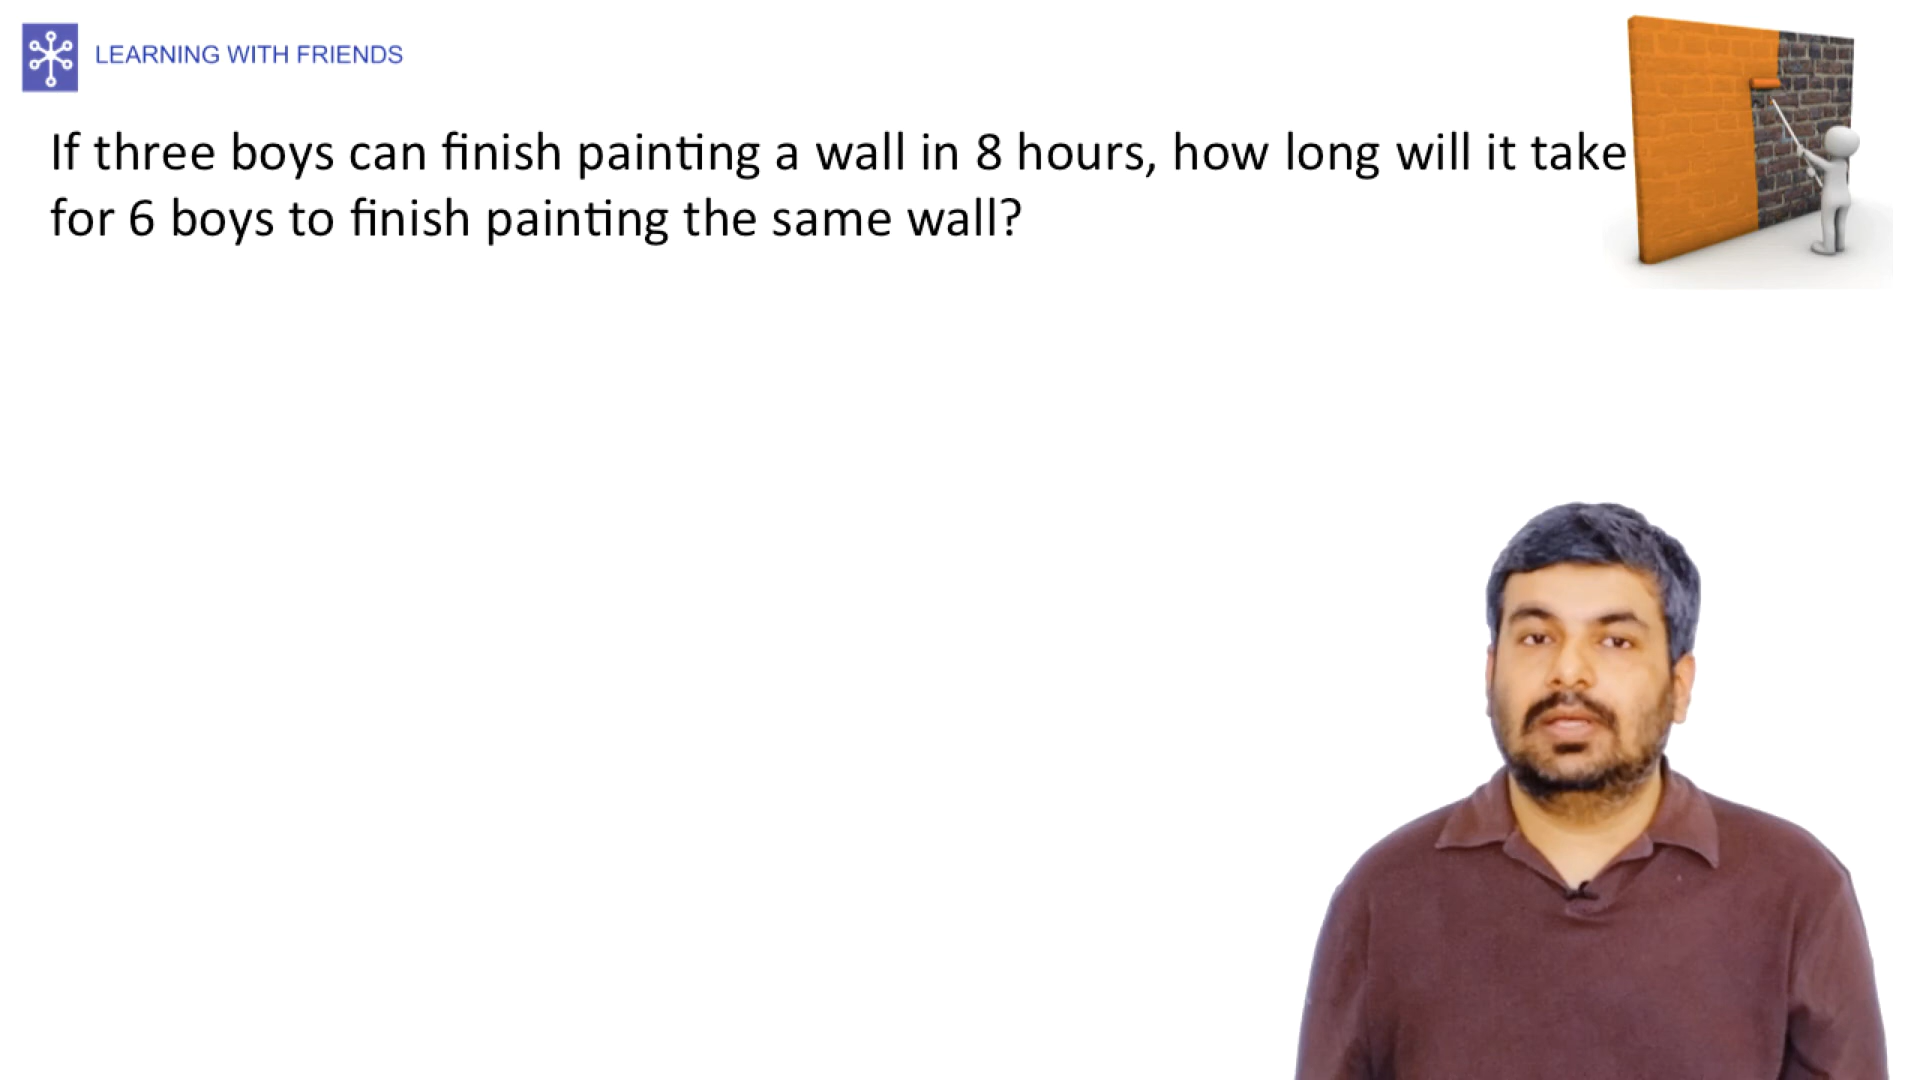 LEARNING WITH FRIENDS
If three boys can finish painting a wall in 8 hours, how long will it take
for 6 boys to finish painting the same wall?